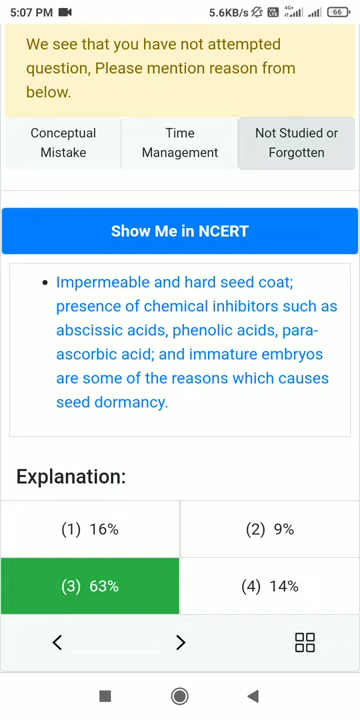 5:07 PM 5.6KB/s 4G+ 66
We see that you have not attempted
question, Please mention reason from
below.
Conceptual
Mistake
Time
Management
Not Studied or
Forgotten
Show Me in NCERT
• Impermeable and hard seed coat;
presence of chemical inhibitors such as
abscissic acids, phenolic acids, para-
ascorbic acid; and immature embryos
are some of the reasons which causes
seed dormancy.
Explanation:
(1) 16% (2) 9%
(3) 63% (4) 14%